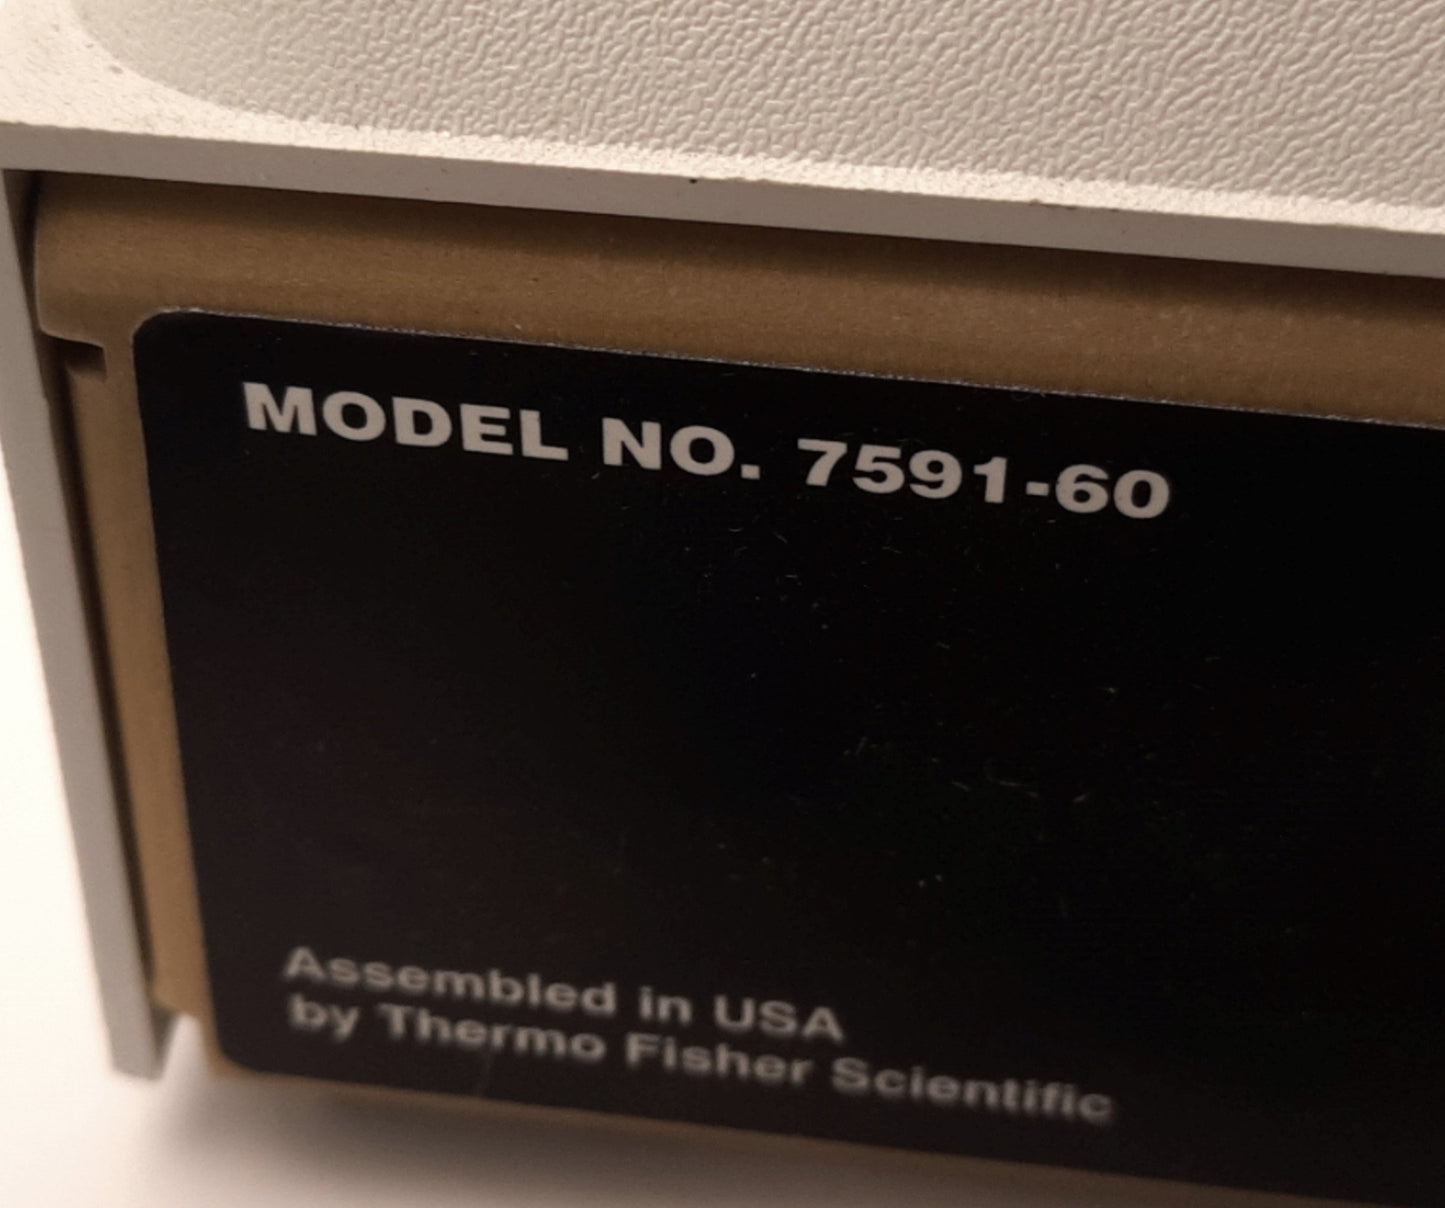 MODEL NO. 7591-60
Assembled in USA
by Thermo Fisher Scientific